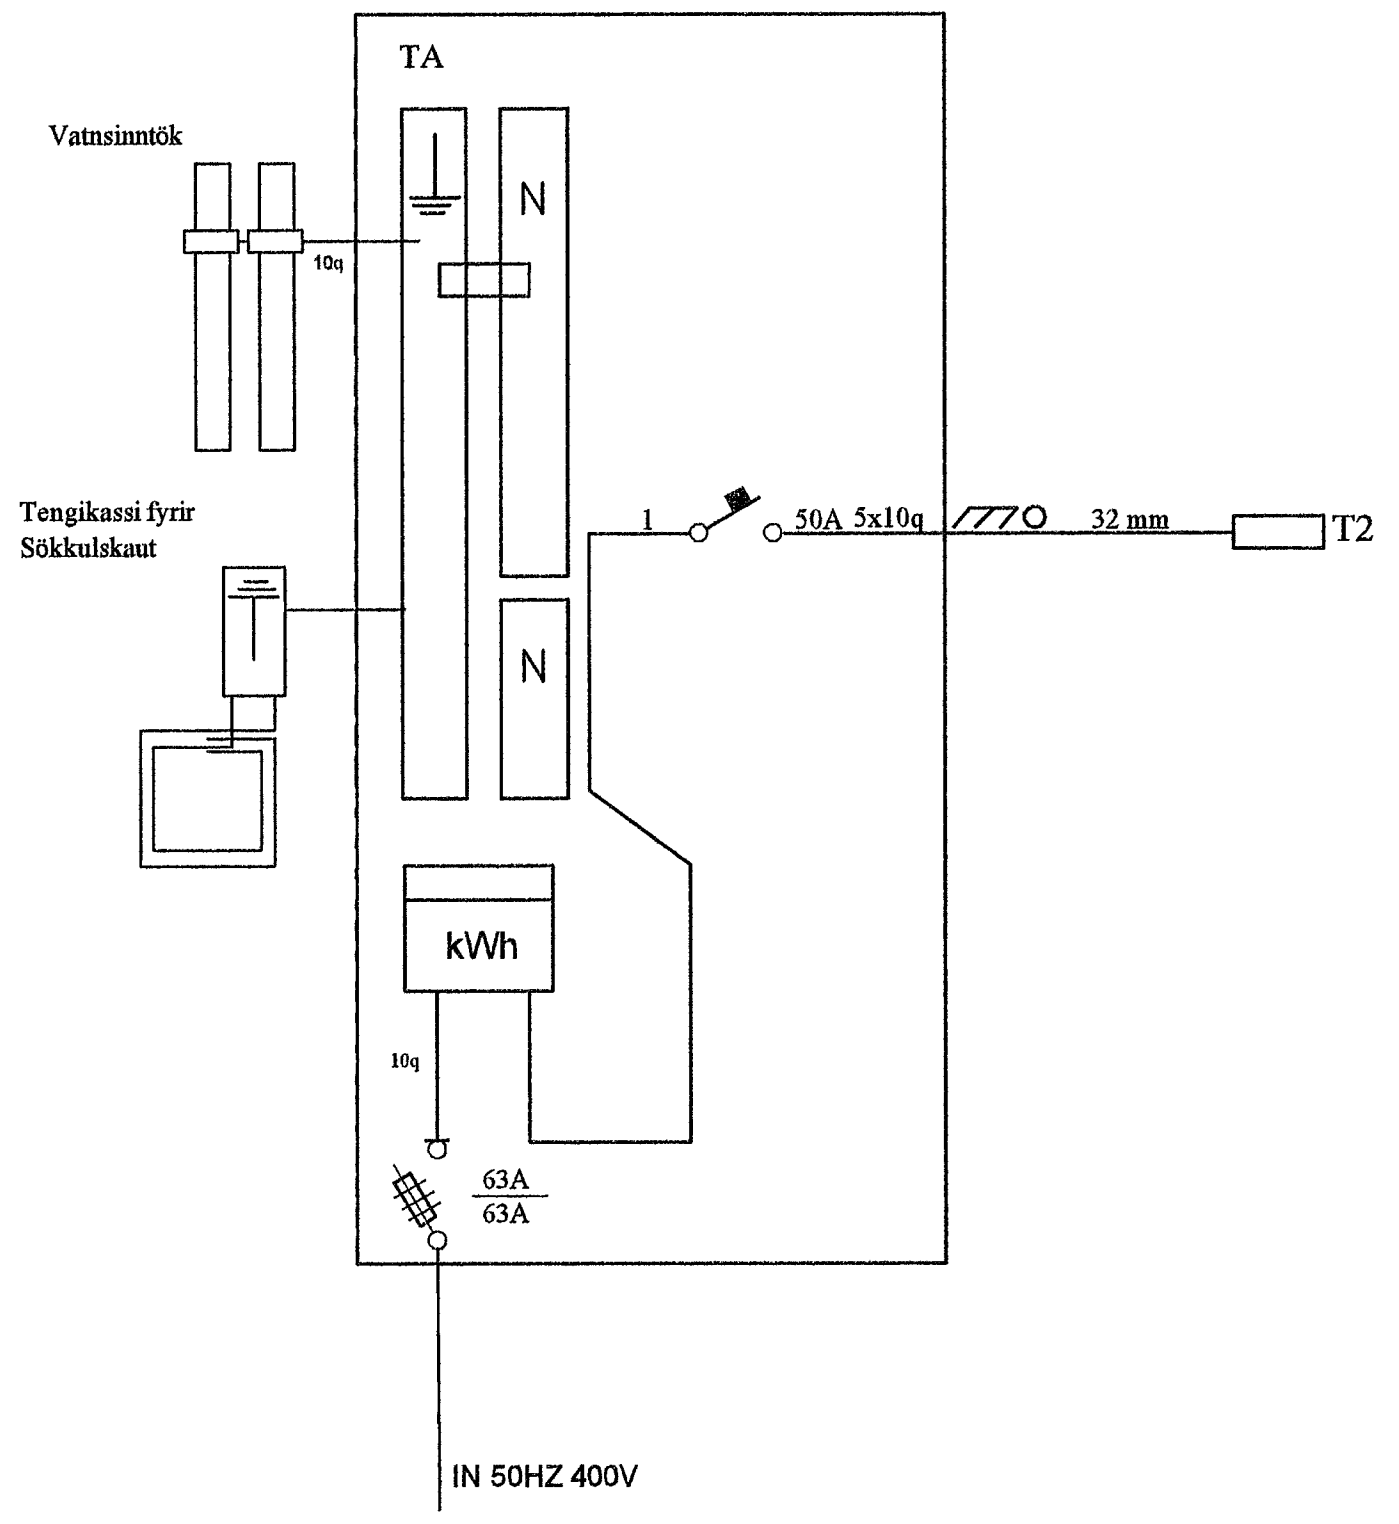 TA
Vatnsinntök
N
10q
Tengikassi fyrir
Sökkulskaut
1
50A 5x10q
32 mm
T2
N
kWh
10q
63A
63A
IN 50HZ 400V